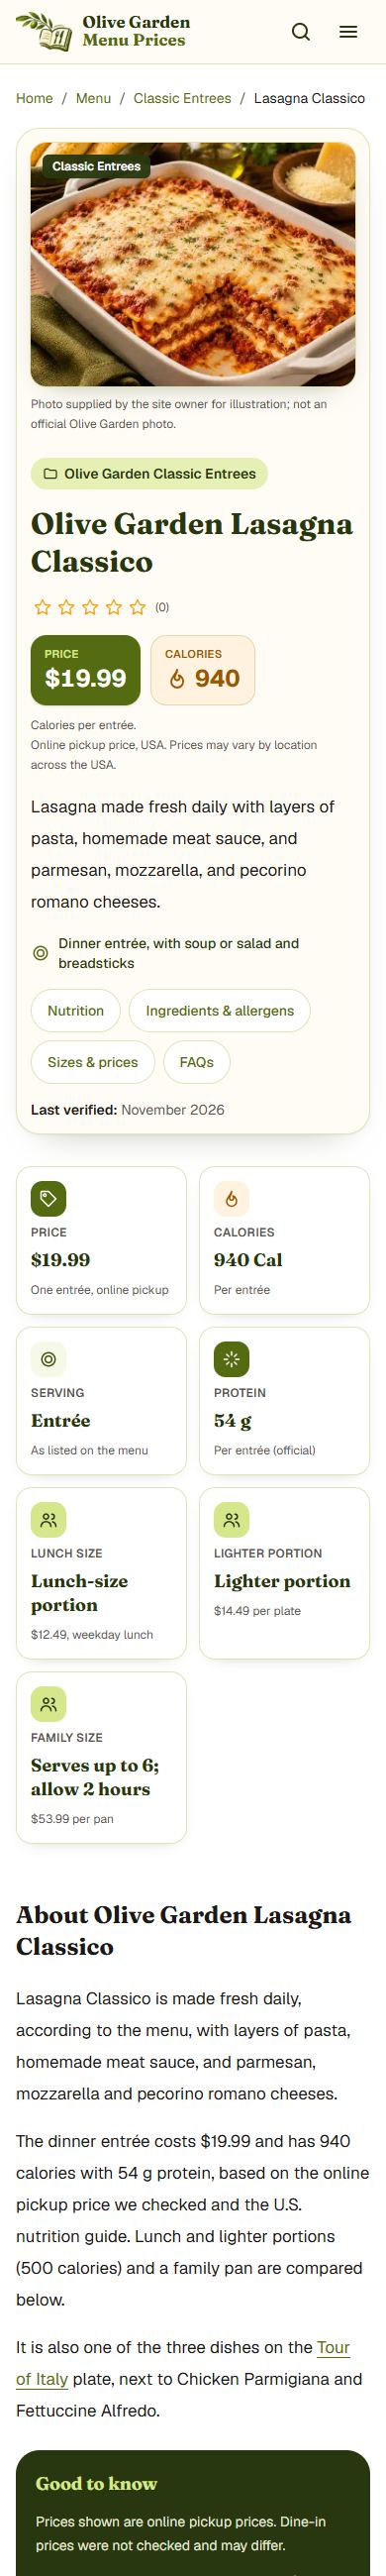 Olive Garden
Menu Prices
Home / Menu / Classic Entrees / Lasagna Classico
Classic Entrees
Photo supplied by the site owner for illustration; not an
official Olive Garden photo.
Olive Garden Classic Entrees
Olive Garden Lasagna
Classico
(0)
PRICE
$19.99
CALORIES
940
Calories per entrée.
Online pickup price, USA. Prices may vary by location
across the USA.
Lasagna made fresh daily with layers of
pasta, homemade meat sauce, and
parmesan, mozzarella, and pecorino
romano cheeses.
Dinner entrée, with soup or salad and
breadsticks
Nutrition
Ingredients & allergens
Sizes & prices
FAQs
Last verified: November 2026
PRICE
$19.99
One entrée, online pickup
CALORIES
940 Cal
Per entrée
SERVING
Entrée
As listed on the menu
PROTEIN
54 g
Per entrée (official)
LUNCH SIZE
Lunch-size
portion
$12.49, weekday lunch
LIGHTER PORTION
Lighter portion
$14.49 per plate
FAMILY SIZE
Serves up to 6;
allow 2 hours
$53.99 per pan
About Olive Garden Lasagna
Classico
Lasagna Classico is made fresh daily,
according to the menu, with layers of pasta,
homemade meat sauce, and parmesan,
mozzarella and pecorino romano cheeses.
The dinner entrée costs $19.99 and has 940
calories with 54 g protein, based on the online
pickup price we checked and the U.S.
nutrition guide. Lunch and lighter portions
(500 calories) and a family pan are compared
below.
It is also one of the three dishes on the Tour
of Italy plate, next to Chicken Parmigiana and
Fettuccine Alfredo.
Good to know
Prices shown are online pickup prices. Dine-in
prices were not checked and may differ.